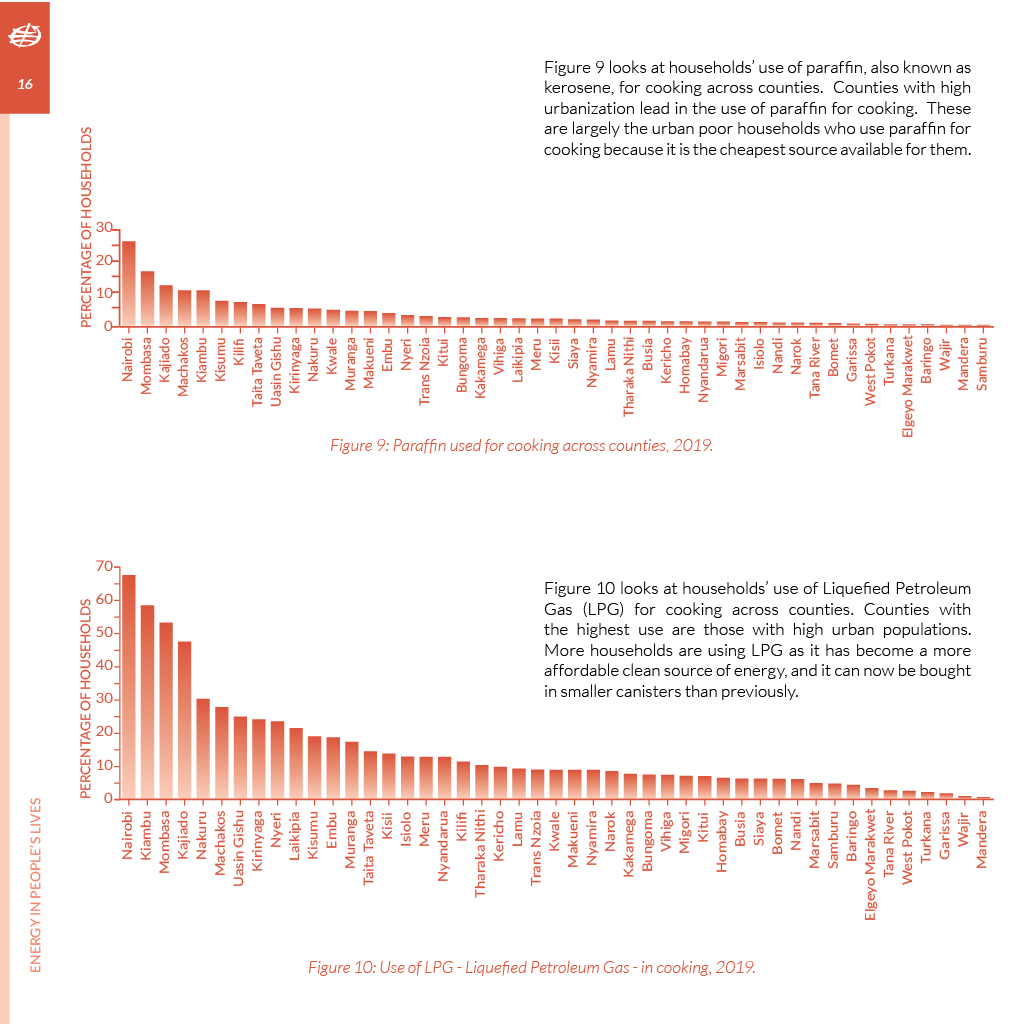 16
Figure 9 looks at households' use of paraffin, also known as
kerosene, for cooking across counties. Counties with high
urbanization lead in the use of paraffin for cooking. These
are largely the urban poor households who use paraffin for
cooking because it is the cheapest source available for them.
PERCENTAGE OF HOUSEHOLDS
30
20
10
0
Nairobi
Mombasa
Kajiado
Machakos
Kiambu
Kisumu
Kilifi
Taita Taveta
Uasin Gishu
Kirinyaga
Nakuru
Kwale
Muranga
Makueni
Embu
Nyeri
Trans Nzoia
Kitui
Bungoma
Kakamega
Vihiga
Laikipia
Meru
Kisii
Siaya
Nyamira
Lamu
Tharaka Nithi
Busia
Kericho
Homabay
Nyandarua
Migori
Marsabit
Isiolo
Nandi
Narok
Tana River
Bomet
Garissa
West Pokot
Turkana
Elgeyo Marakwet
Baringo
Wajir
Mandera
Samburu
Figure 9: Paraffin used for cooking across counties, 2019.
Figure 10 looks at households' use of Liquefied Petroleum
Gas (LPG) for cooking across counties. Counties with
the highest use are those with high urban populations.
More households are using LPG as it has become a more
affordable clean source of energy, and it can now be bought
in smaller canisters than previously.
PERCENTAGE OF HOUSEHOLDS
70
60
50
40
30
20
10
0
Nairobi
Kiambu
Mombasa
Kajiado
Nakuru
Machakos
Uasin Gishu
Kirinyaga
Nyeri
Laikipia
Kisumu
Embu
Muranga
Taita Taveta
Kisii
Isiolo
Meru
Nyandarua
Kilifi
Tharaka Nithi
Kericho
Lamu
Trans Nzoia
Kwale
Makueni
Nyamira
Narok
Kakamega
Bungoma
Vihiga
Migori
Kitui
Homabay
Busia
Siaya
Bomet
Nandi
Marsabit
Samburu
Baringo
Elgeyo Marakwet
Tana River
West Pokot
Turkana
Garissa
Wajir
Mandera
Figure 10: Use of LPG - Liquefied Petroleum Gas - in cooking, 2019.
ENERGY IN PEOPLE'S LIVES